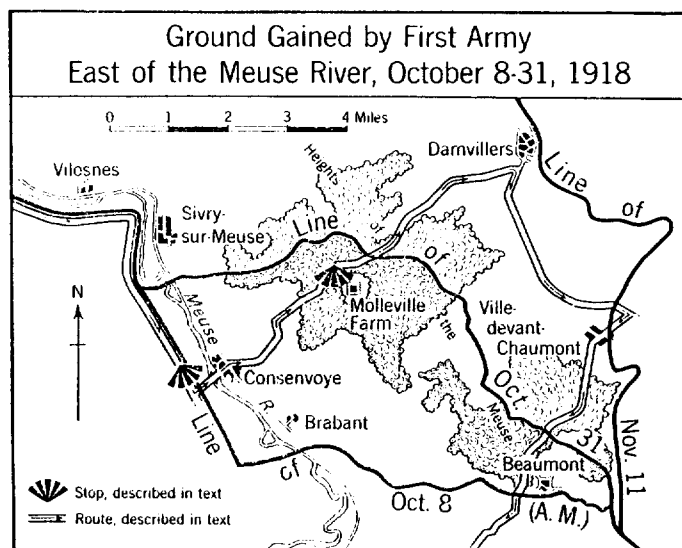 Ground Gained by First Army
East of the Meuse River, October 8-31, 1918
0 1 2 3 4 Miles
Vilosnes
Sivry-
sur-Meuse
Heights
of
the
Meuse
Damvillers
Line
of
Nov. 11
Line
of
Oct
31
N
Meuse
R.
Molleville
Farm
Ville-
devant-
Chaumont
Consenvoye
Brabant
Beaumont
Line
of
Oct. 8
(A. M.)
Stop, described in text
Route, described in text